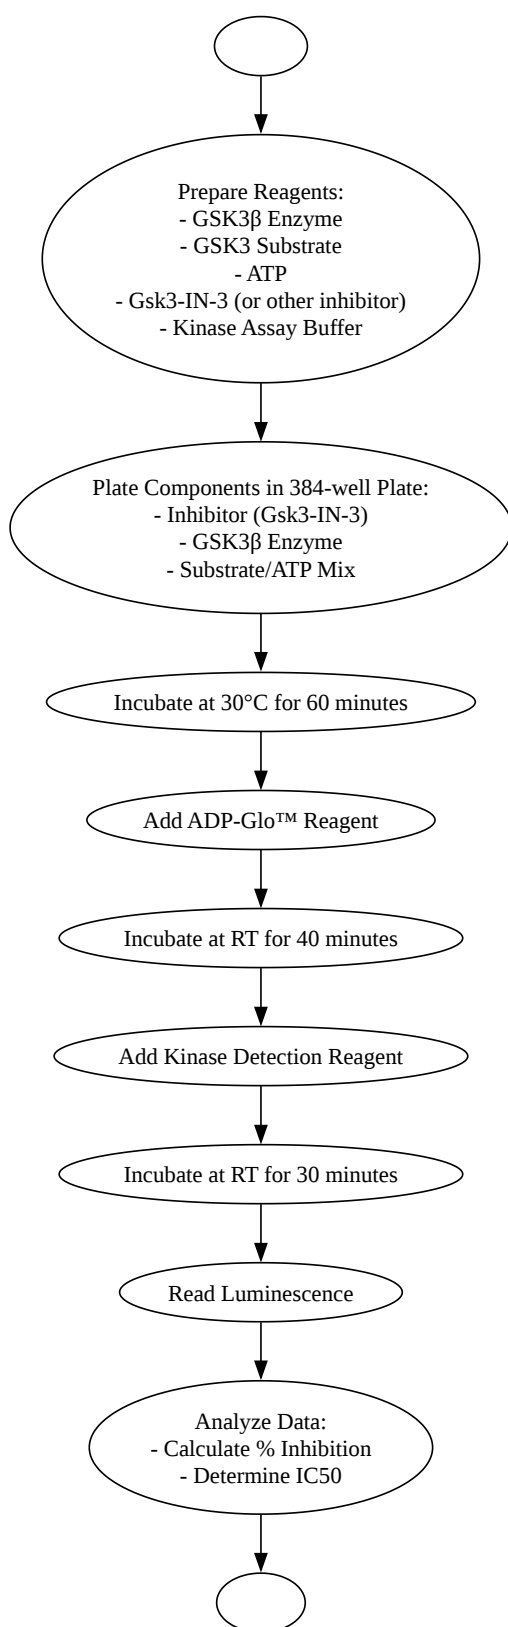 Prepare Reagents:
- GSK3β Enzyme
- GSK3 Substrate
- ATP
- Gsk3-IN-3 (or other inhibitor)
- Kinase Assay Buffer
Plate Components in 384-well Plate:
- Inhibitor (Gsk3-IN-3)
- GSK3β Enzyme
- Substrate/ATP Mix
Incubate at 30°C for 60 minutes
Add ADP-Glo™ Reagent
Incubate at RT for 40 minutes
Add Kinase Detection Reagent
Incubate at RT for 30 minutes
Read Luminescence
Analyze Data:
- Calculate % Inhibition
- Determine IC50